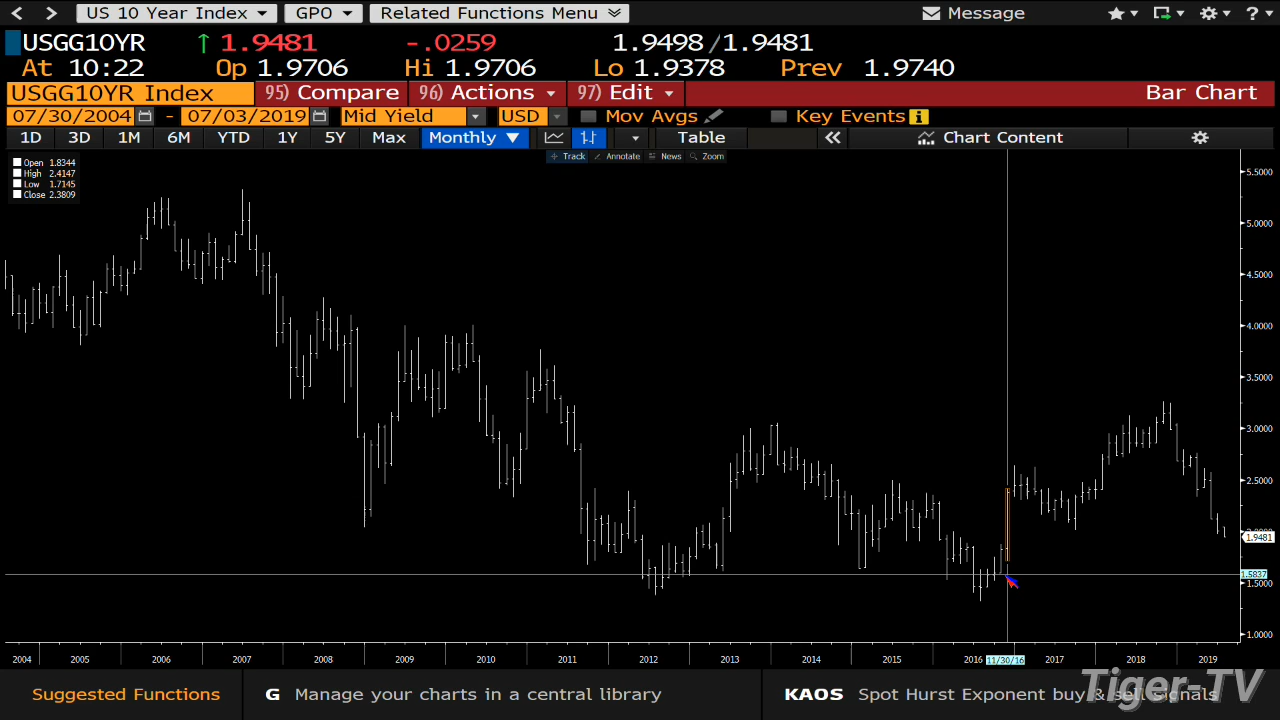 US 10 Year Index GPO Related Functions Menu Message ?
USGG10YR ↑ 1.9481 -.0259 1.9498/1.9481
At 10:22 Op 1.9706 Hi 1.9706 Lo 1.9378 Prev 1.9740
USGG10YR Index 95) Compare 96) Actions 97) Edit Bar Chart
07/30/2004 - 07/03/2019 Mid Yield USD Mov Avgs Key Events
1D 3D 1M 6M YTD 1Y 5Y Max Monthly ▼ Table « Chart Content
Track Annotate News Zoom
Open 1.8344
High 2.4147
Low 1.7145
Close 2.3809
5.5000
5.0000
4.5000
4.0000
3.5000
3.0000
2.5000
1.9481
1.5937
1.5000
1.0000
2004 2005 2006 2007 2008 2009 2010 2011 2012 2013 2014 2015 2016 11/30/16 2017 2018 2019
Suggested Functions G Manage your charts in a central library KAOS Spot Hurst Exponent buy & sell signals
Tiger-TV